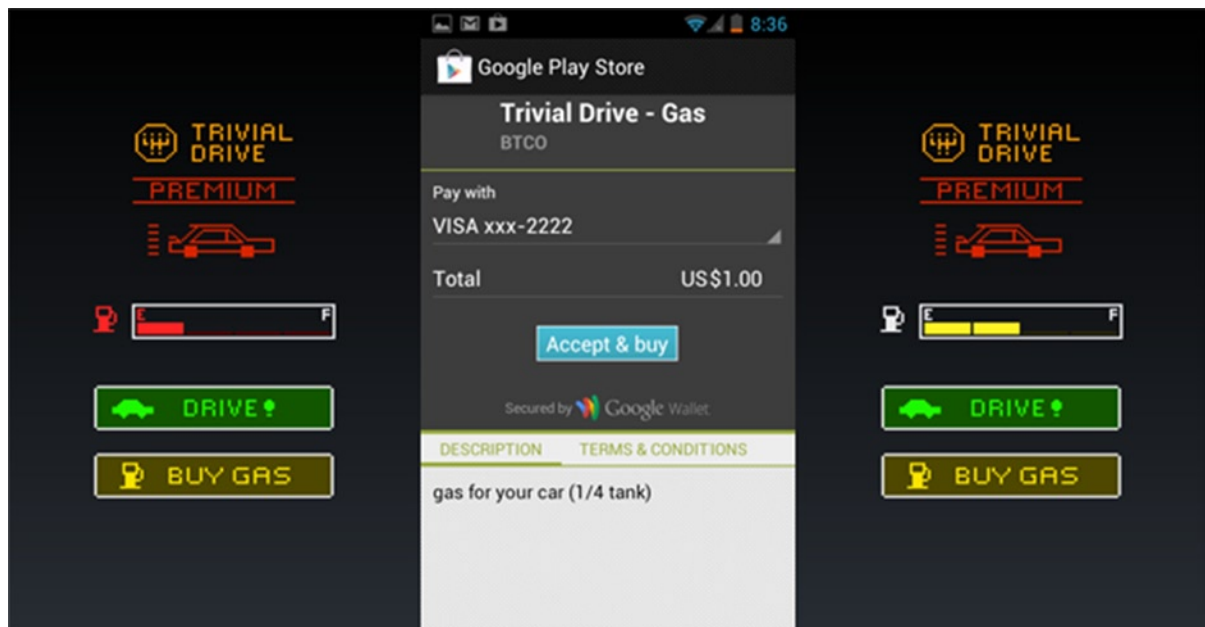 TRIVIAL
DRIVE
PREMIUM
E F
DRIVE!
BUY GAS
8:36
Google Play Store
Trivial Drive - Gas
BTCO
Pay with
VISA xxx-2222
Total US$1.00
Accept & buy
Secured by Google Wallet
DESCRIPTION TERMS & CONDITIONS
gas for your car (1/4 tank)
TRIVIAL
DRIVE
PREMIUM
E F
DRIVE!
BUY GAS